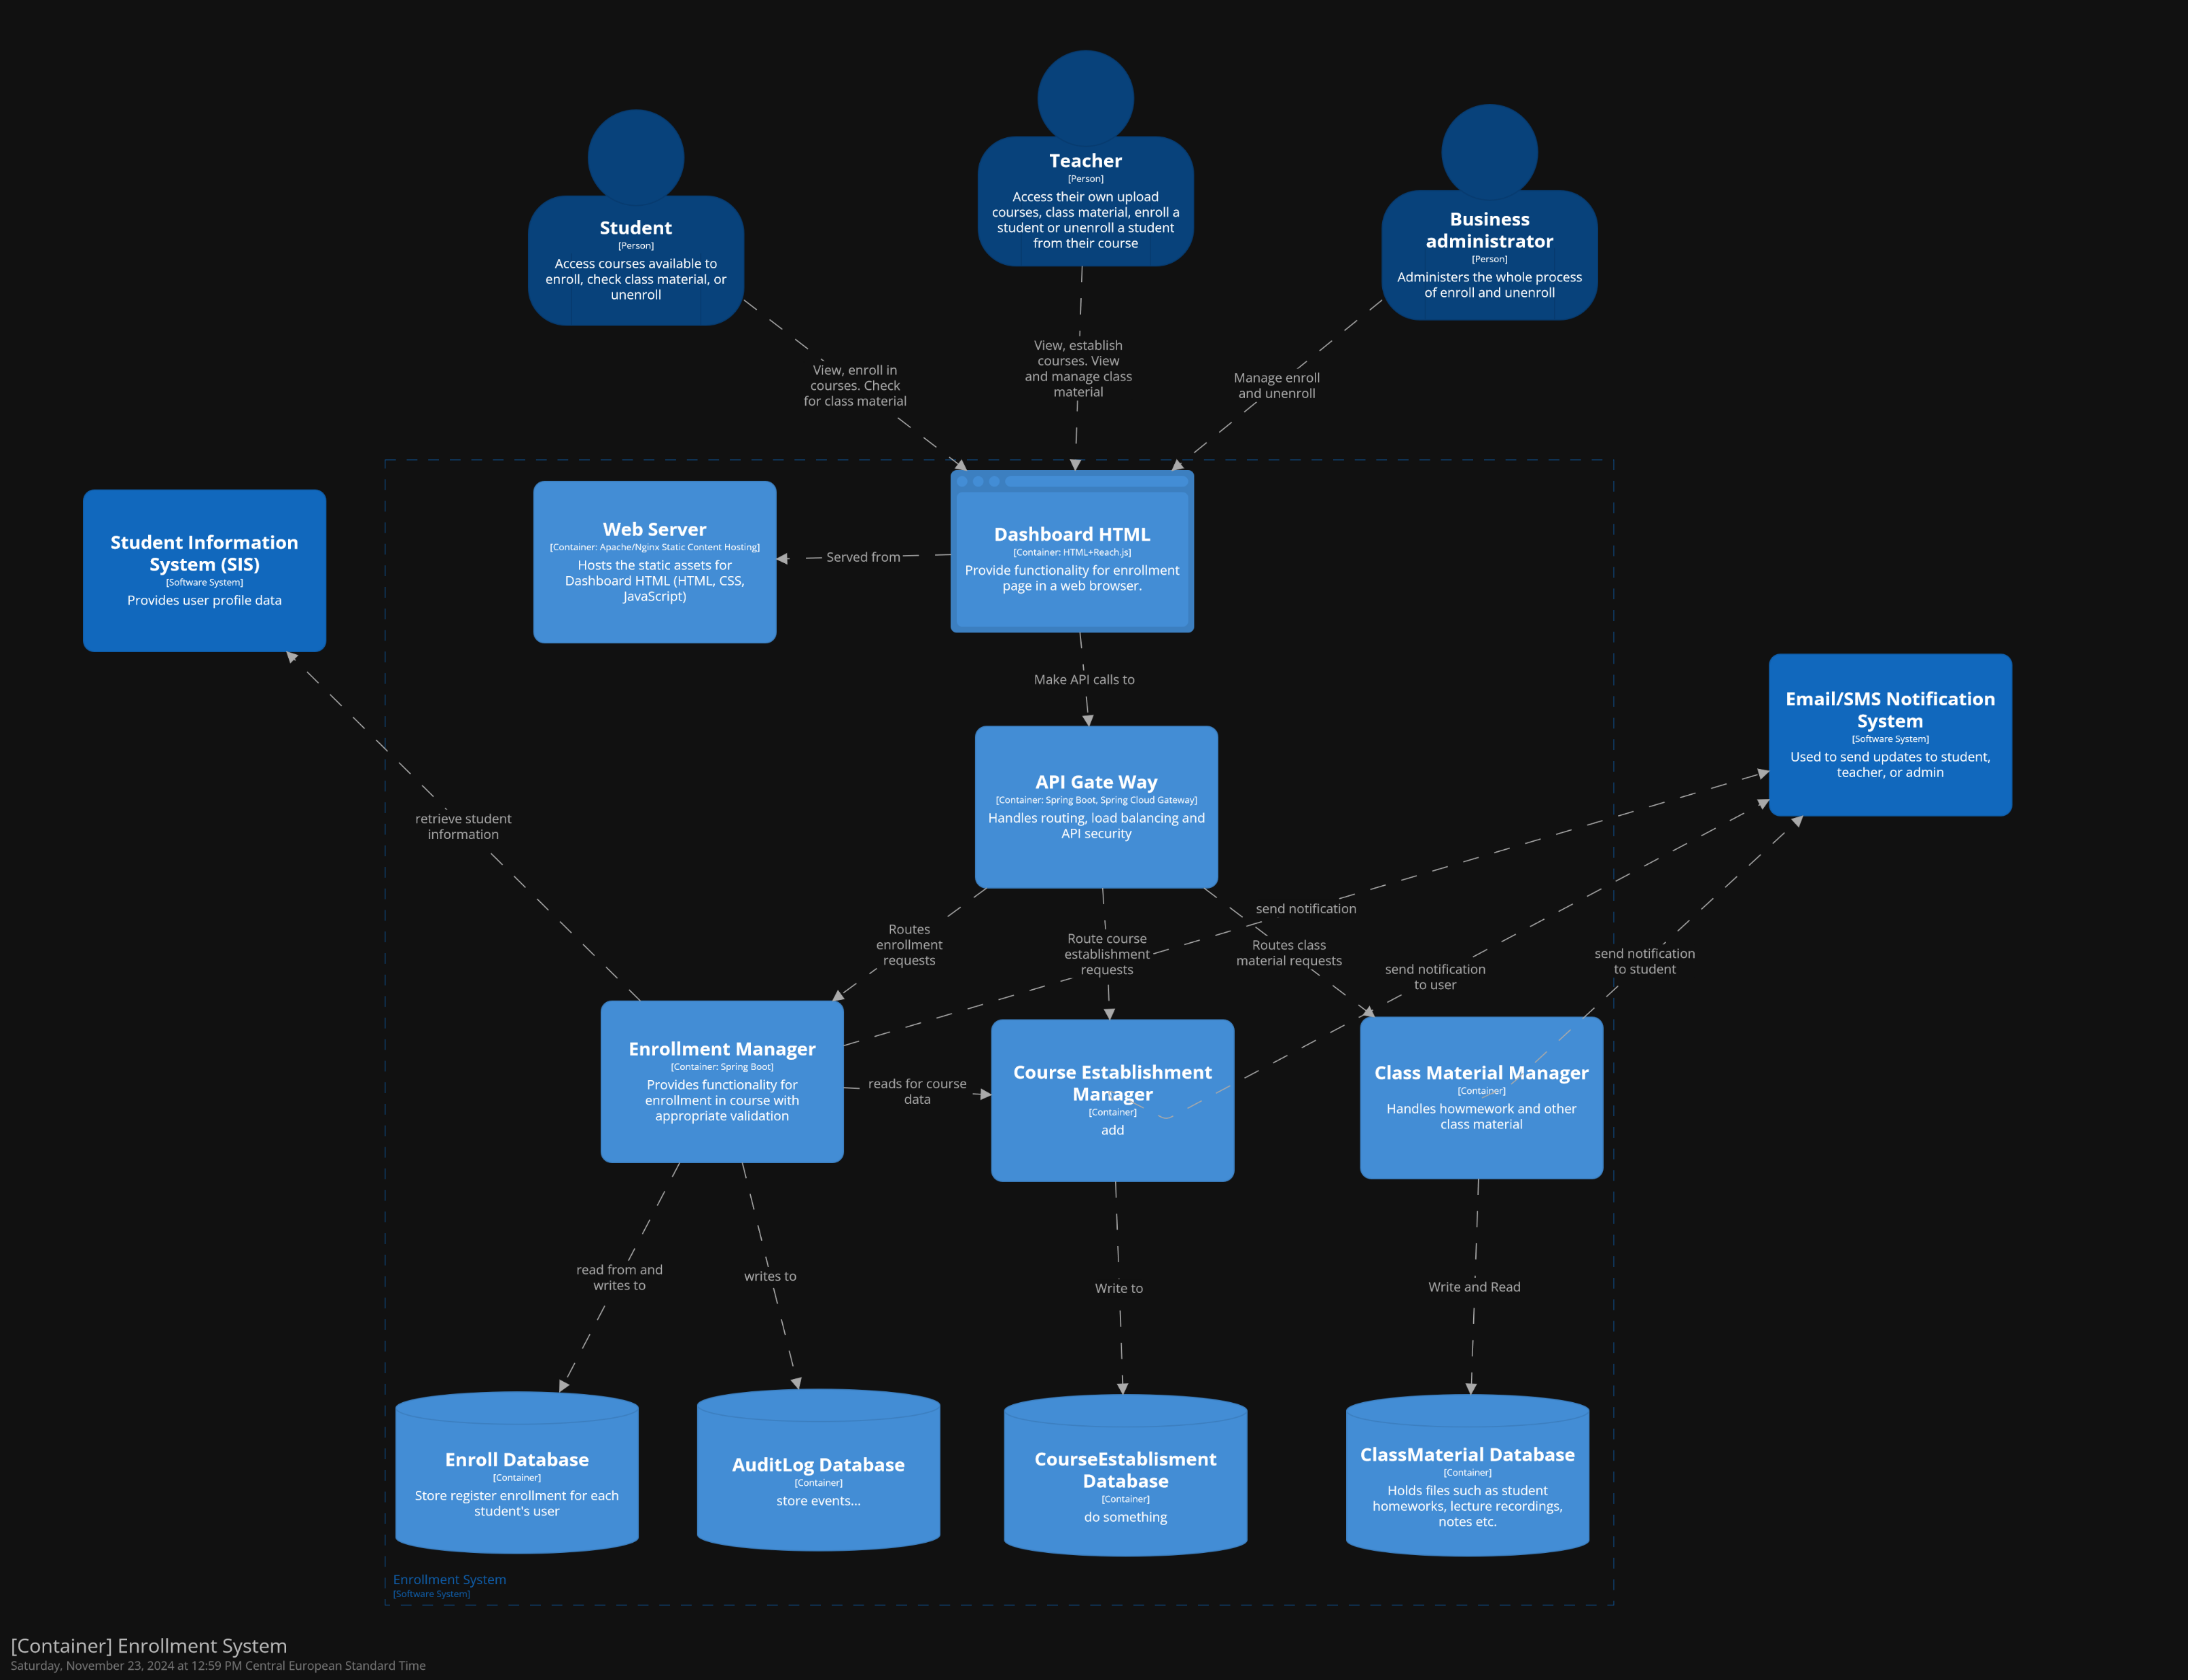 Teacher
[Person]
Access their own upload
courses, class material, enroll a
student or unenroll a student
from their course
Student
[Person]
Access courses available to
enroll, check class material, or
unenroll
Business
administrator
[Person]
Administers the whole process
of enroll and unenroll
View, enroll in
courses. Check
for class material
View, establish
courses. View
and manage class
material
Manage enroll
and unenroll
Student Information
System (SIS)
[Software System]
Provides user profile data
Web Server
[Container: Apache/Nginx Static Content Hosting]
Hosts the static assets for
Dashboard HTML (HTML, CSS,
JavaScript)
Served from
Dashboard HTML
[Container: HTML+Reach.js]
Provide functionality for enrollment
page in a web browser.
Make API calls to
Email/SMS Notification
System
[Software System]
Used to send updates to student,
teacher, or admin
API Gate Way
[Container: Spring Boot, Spring Cloud Gateway]
Handles routing, load balancing and
API security
retrieve student
information
Routes
enrollment
requests
Route course
establishment
requests
Routes class
material requests
send notification
send notification
to user
send notification
to student
Enrollment Manager
[Container: Spring Boot]
Provides functionality for
enrollment in course with
appropriate validation
reads for course
data
Course Establishment
Manager
[Container]
add
Class Material Manager
[Container]
Handles howmework and other
class material
read from and
writes to
writes to
Write to
Write and Read
Enroll Database
[Container]
Store register enrollment for each
student's user
AuditLog Database
[Container]
store events...
CourseEstablisment
Database
[Container]
do something
ClassMaterial Database
[Container]
Holds files such as student
homeworks, lecture recordings,
notes etc.
Enrollment System
[Software System]
[Container] Enrollment System
Saturday, November 23, 2024 at 12:59 PM Central European Standard Time